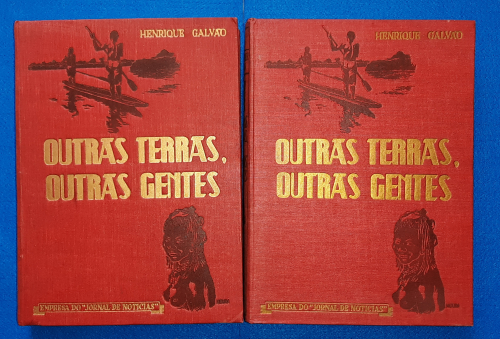 HENRIQUE GALVÃO
OUTRAS TERRAS,
OUTRAS GENTES
EMPRESA DO "JORNAL DE NOTICIAS"
HENRIQUE GALVÃO
OUTRAS TERRAS,
OUTRAS GENTES
EMPRESA DO "JORNAL DE NOTICIAS"